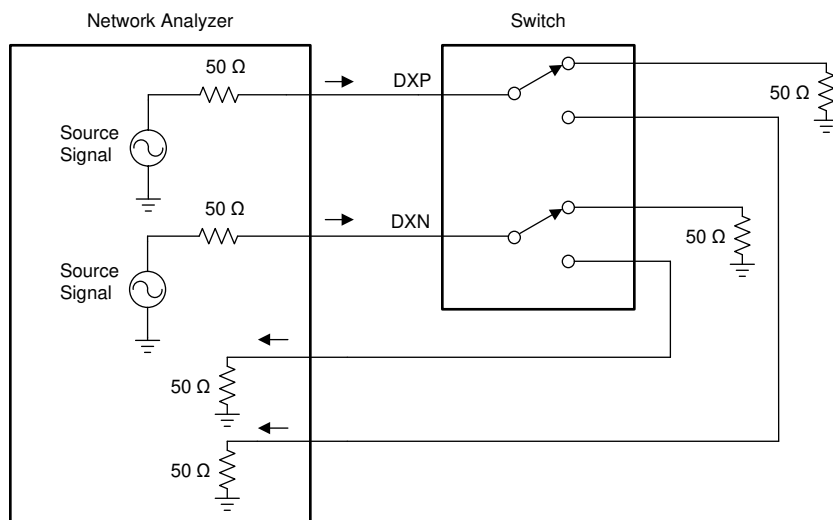 Network Analyzer
Switch
50 Ω
DXP
50 Ω
Source
Signal
50 Ω
DXN
50 Ω
Source
Signal
50 Ω
50 Ω